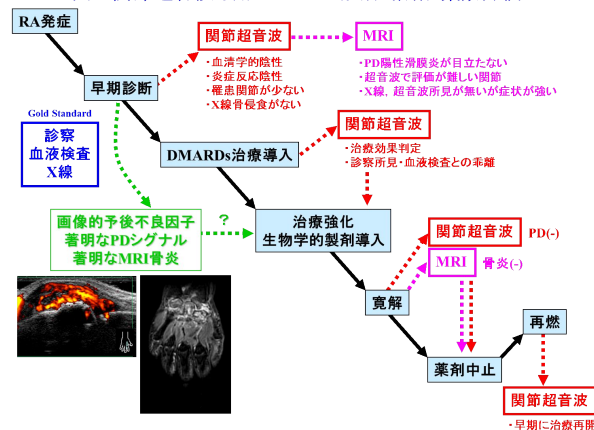 RA発症
関節超音波
・血清学的陰性
・炎症反応陰性
・罹患関節が少ない
・X線骨侵食がない
MRI
・PD陽性滑膜炎が目立たない
・超音波で評価が難しい関節
・X線, 超音波所見が無いが症状が強い
早期診断
Gold Standard
診察
血液検査
X線
DMARDs治療導入
関節超音波
・治療効果判定
・診察所見・血液検査との乖離
画像的予後不良因子
著明なPDシグナル
著明なMRI骨炎
?
治療強化
生物学的製剤導入
関節超音波 PD(-)
MRI 骨炎(-)
寛解
再燃
薬剤中止
関節超音波
・早期に治療再開